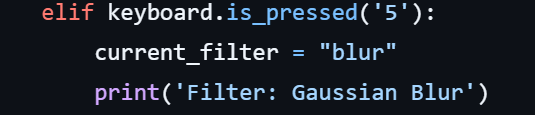 elif keyboard.is_pressed('5'):
    current_filter = "blur"
    print('Filter: Gaussian Blur')